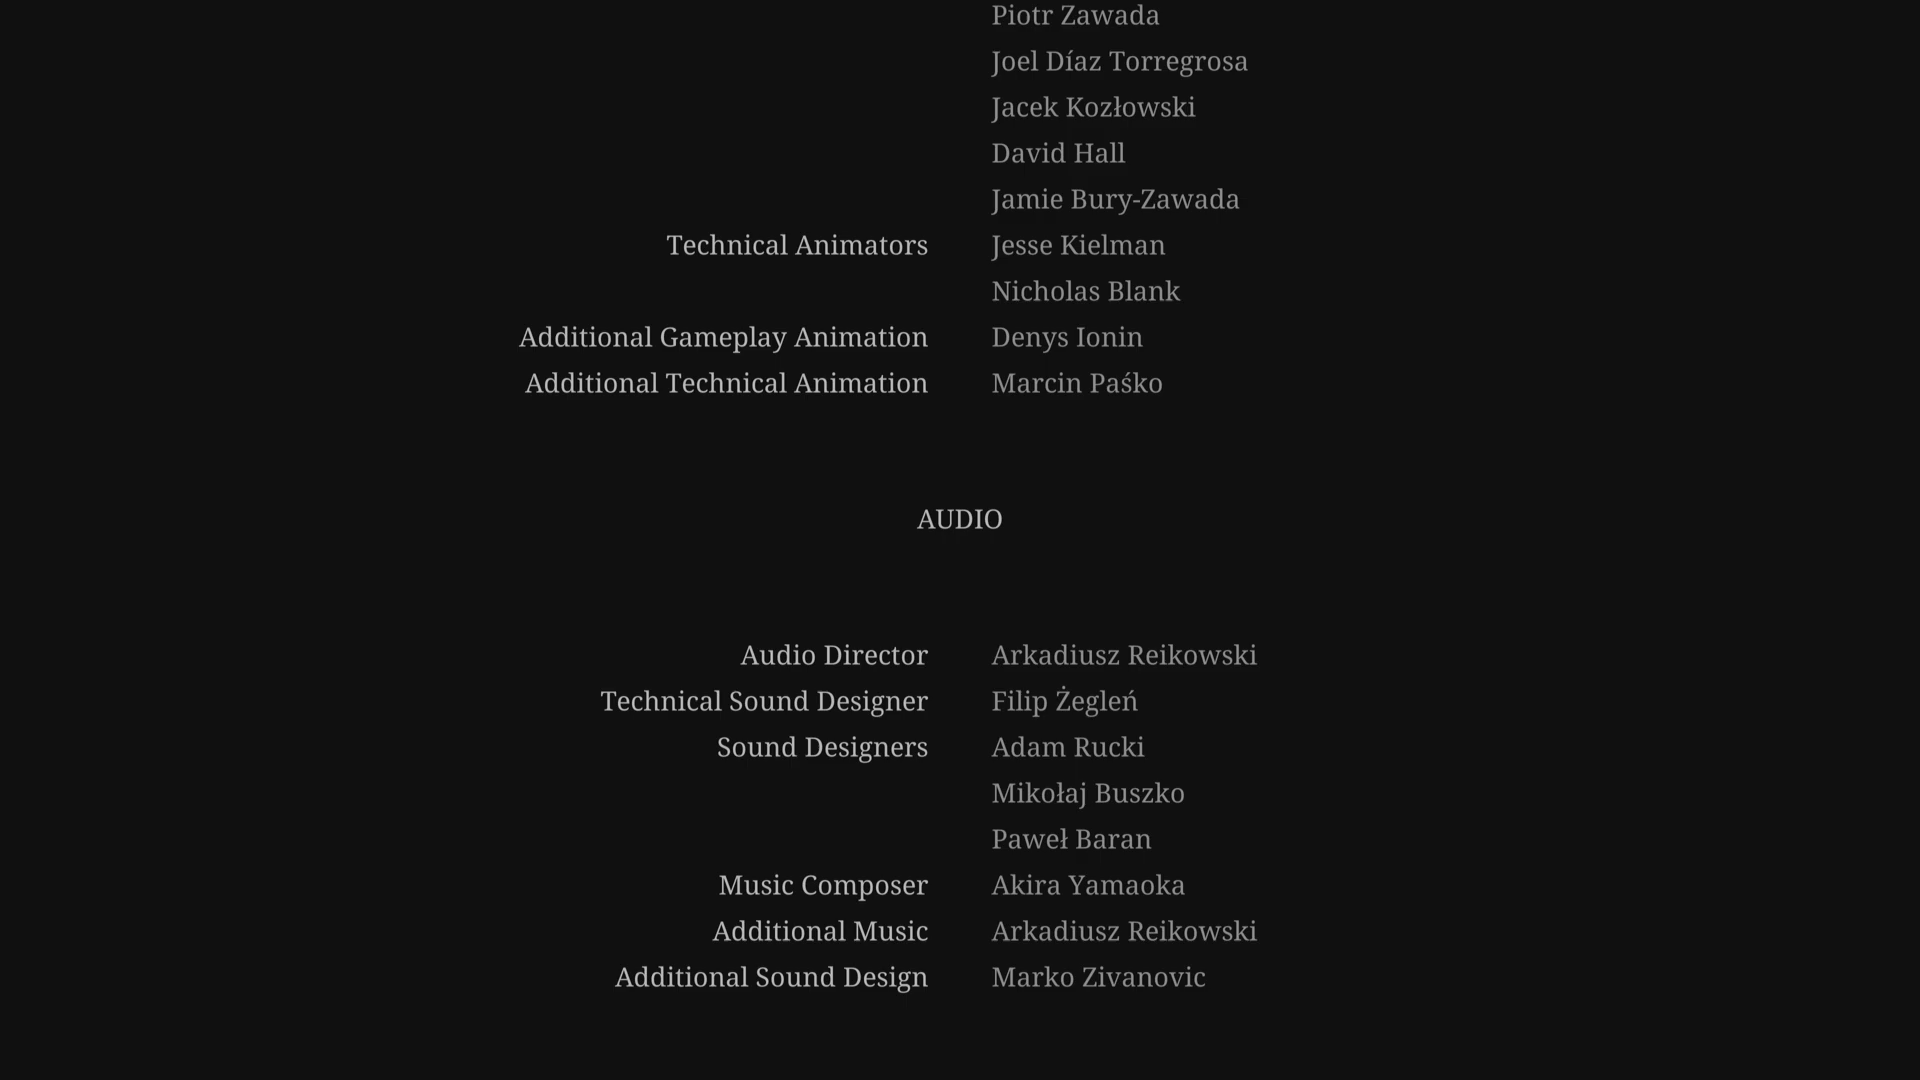 Piotr Zawada
Joel Díaz Torregrosa
Jacek Kozłowski
David Hall
Jamie Bury-Zawada
Technical Animators Jesse Kielman
Nicholas Blank
Additional Gameplay Animation Denys Ionin
Additional Technical Animation Marcin Paśko
AUDIO
Audio Director Arkadiusz Reikowski
Technical Sound Designer Filip Żegleń
Sound Designers Adam Rucki
Mikołaj Buszko
Paweł Baran
Music Composer Akira Yamaoka
Additional Music Arkadiusz Reikowski
Additional Sound Design Marko Zivanovic